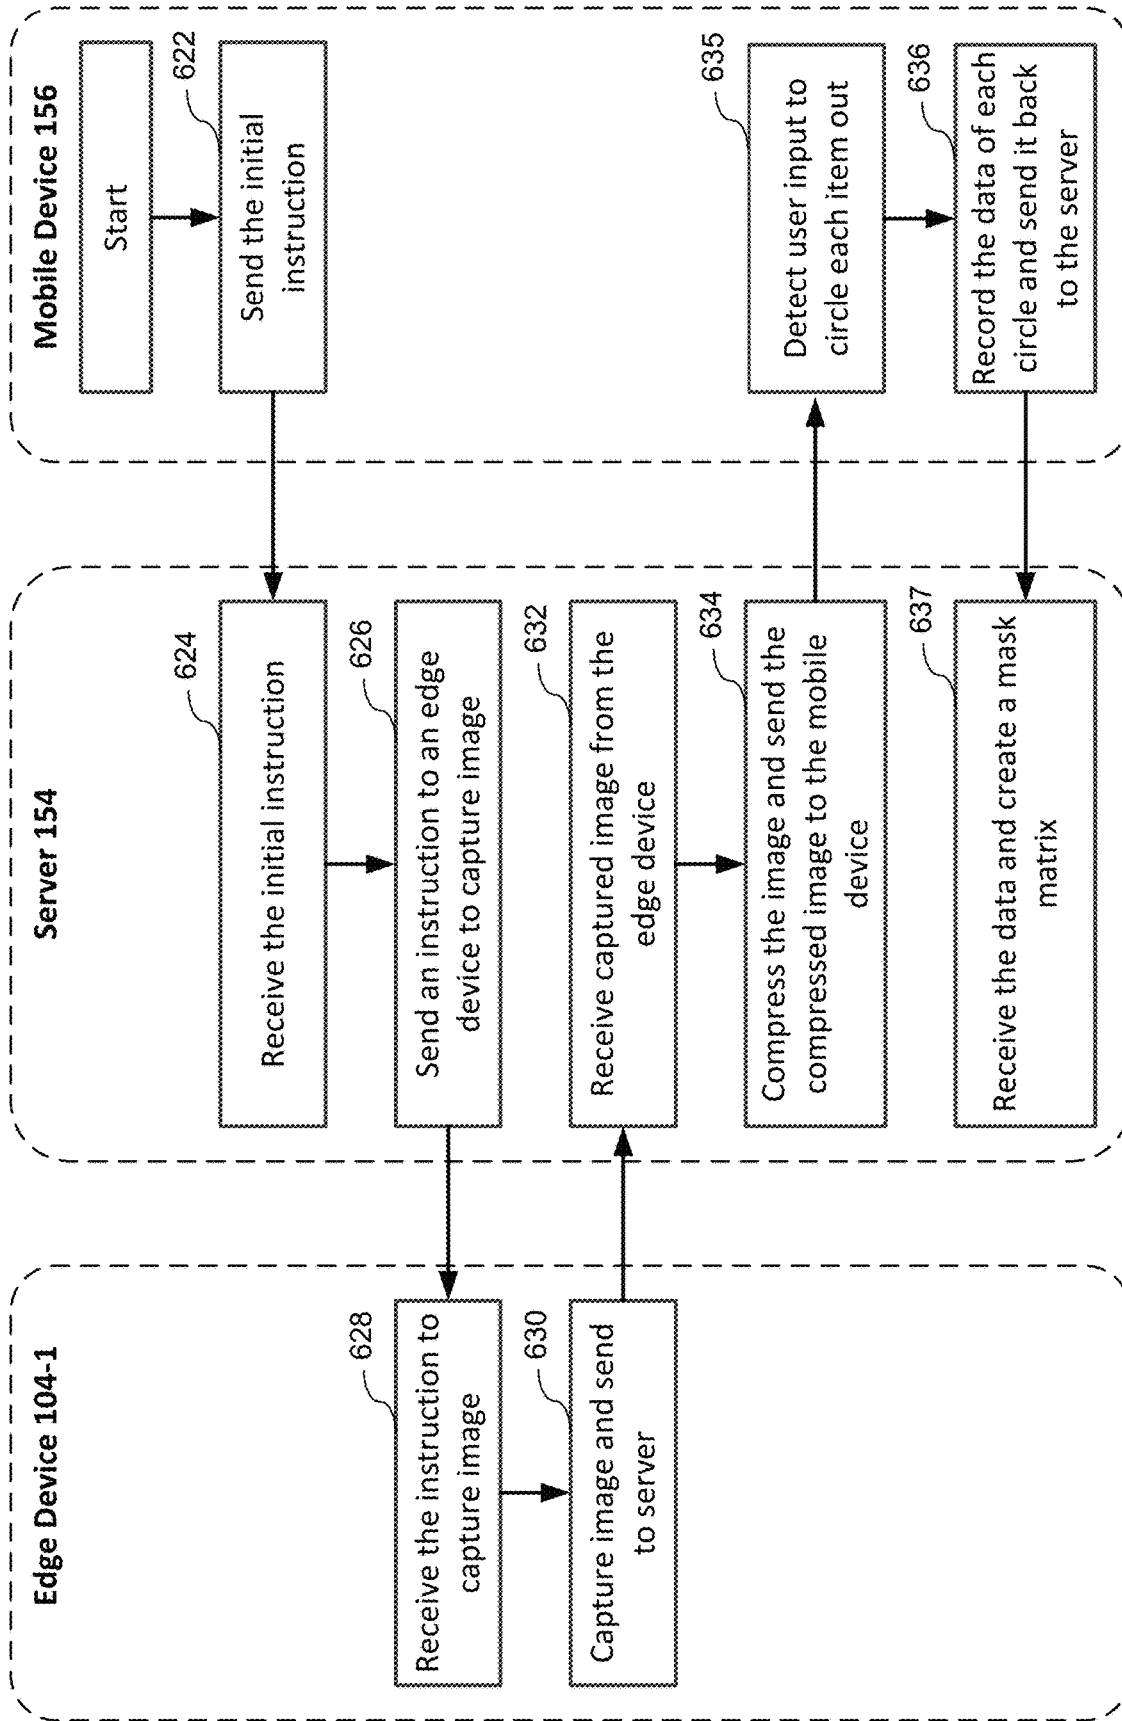 Edge Device 104-1
628
Receive the instruction to
capture image
630
Capture image and send
to server
Server 154
624
Receive the initial instruction
626
Send an instruction to an edge
device to capture image
632
Receive captured image from the
edge device
634
Compress the image and send the
compressed image to the mobile
device
637
Receive the data and create a mask
matrix
Mobile Device 156
Start
622
Send the initial
instruction
635
Detect user input to
circle each item out
636
Record the data of each
circle and send it back
to the server